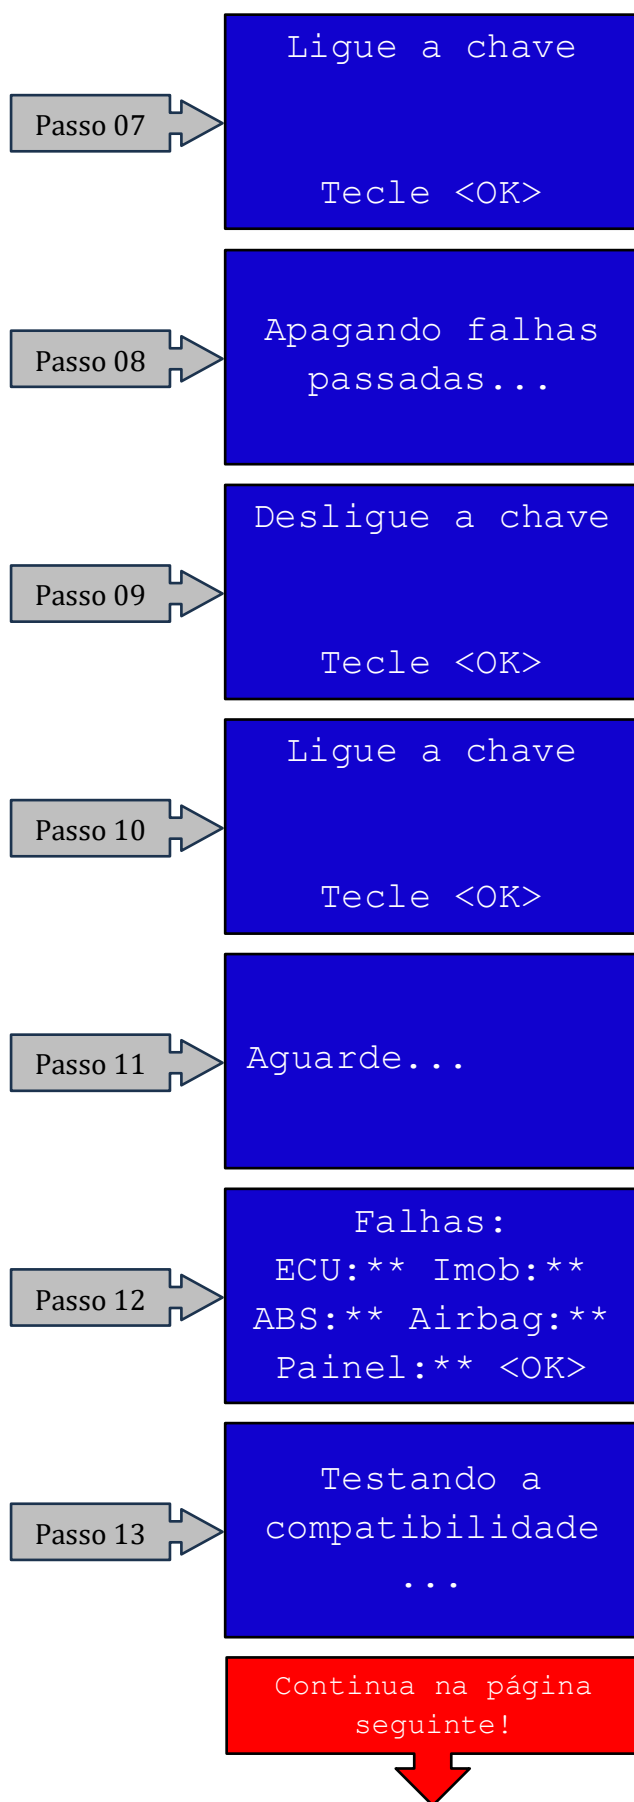 Passo 07
Ligue a chave
Tecle <OK>
Passo 08
Apagando falhas
passadas...
Passo 09
Desligue a chave
Tecle <OK>
Passo 10
Ligue a chave
Tecle <OK>
Passo 11
Aguarde...
Passo 12
Falhas:
ECU:** Imob:**
ABS:** Airbag:**
Painel:** <OK>
Passo 13
Testando a
compatibilidade
...
Continua na página
seguinte!